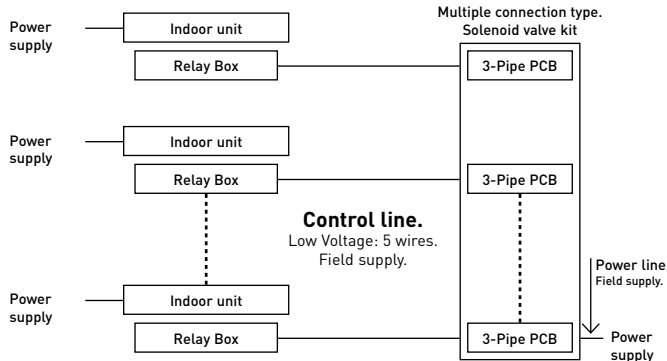 Multiple connection type.
Solenoid valve kit
Power
supply
Indoor unit
Relay Box
3-Pipe PCB
Power
supply
Indoor unit
Relay Box
3-Pipe PCB
Control line.
Low Voltage: 5 wires.
Field supply.
Power line
Field supply.
Power
supply
Indoor unit
Relay Box
3-Pipe PCB
Power
supply